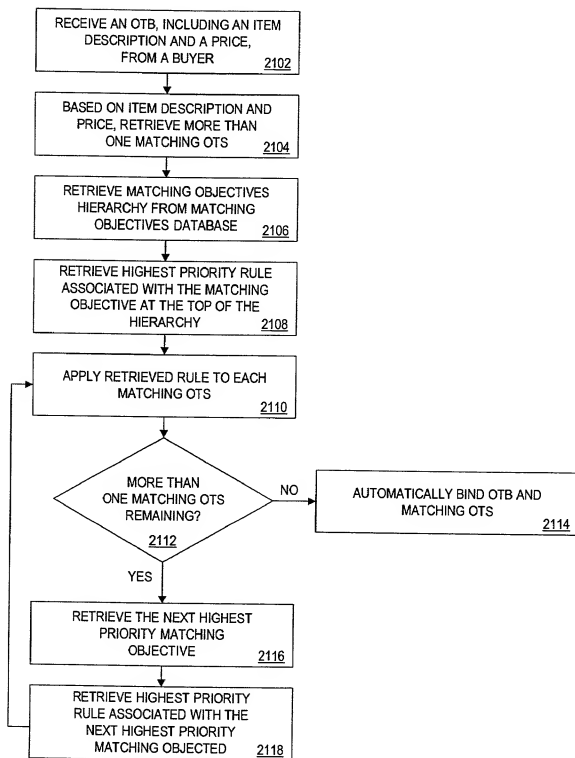 RECEIVE AN OTB, INCLUDING AN ITEM
DESCRIPTION AND A PRICE,
FROM A BUYER
2102
BASED ON ITEM DESCRIPTION AND
PRICE, RETRIEVE MORE THAN
ONE MATCHING OTS
2104
RETRIEVE MATCHING OBJECTIVES
HIERARCHY FROM MATCHING
OBJECTIVES DATABASE
2106
RETRIEVE HIGHEST PRIORITY RULE
ASSOCIATED WITH THE MATCHING
OBJECTIVE AT THE TOP OF THE
HIERARCHY
2108
APPLY RETRIEVED RULE TO EACH
MATCHING OTS
2110
MORE THAN
ONE MATCHING OTS
REMAINING?
2112
NO
AUTOMATICALLY BIND OTB AND
MATCHING OTS
2114
YES
RETRIEVE THE NEXT HIGHEST
PRIORITY MATCHING
OBJECTIVE
2116
RETRIEVE HIGHEST PRIORITY
RULE ASSOCIATED WITH THE
NEXT HIGHEST PRIORITY
MATCHING OBJECTED
2118